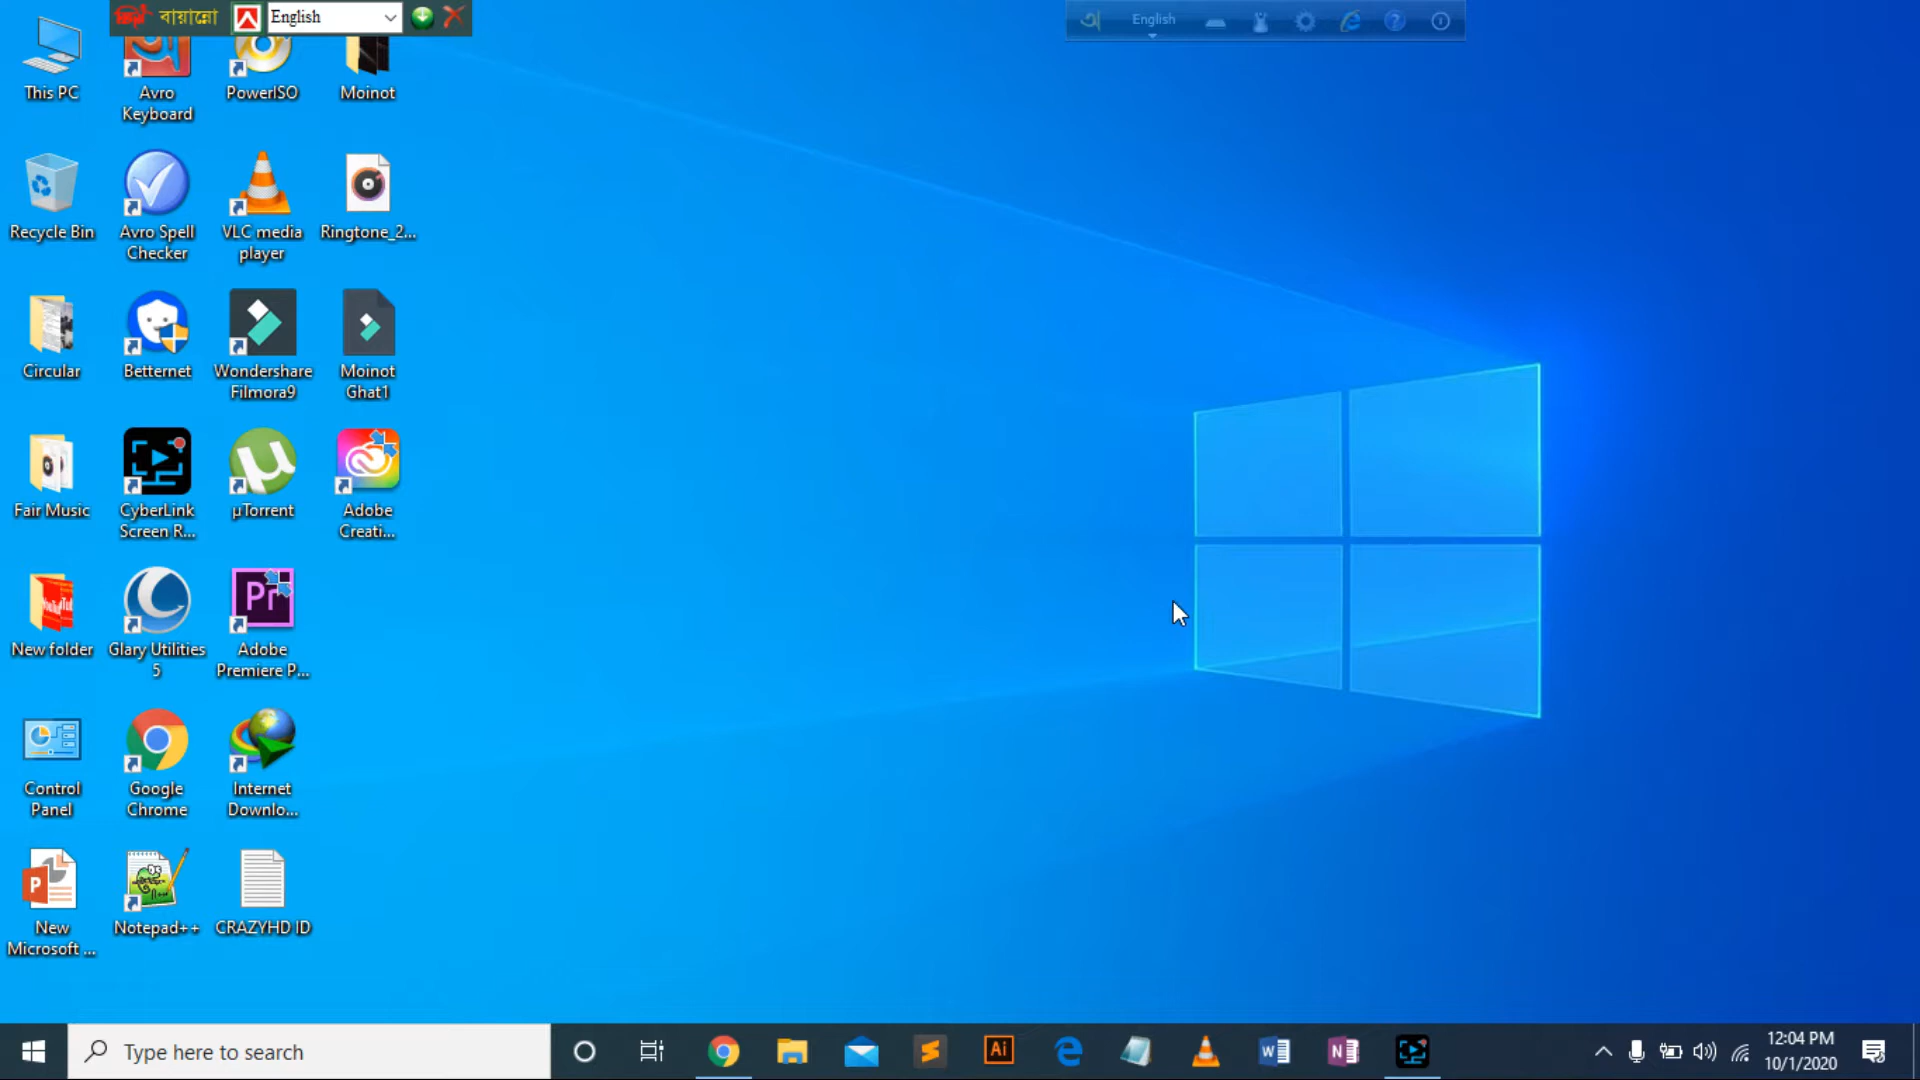 বায়ান্নো
English
English
This PC
Avro
Keyboard
PowerISO
Moinot
Recycle Bin
Avro Spell
Checker
VLC media
player
Ringtone_2...
Circular
Betternet
Wondershare
Filmora9
Moinot
Ghat1
Fair Music
CyberLink
Screen R...
µTorrent
Adobe
Creati...
New folder
Glary Utilities
5
Adobe
Premiere P...
Control
Panel
Google
Chrome
Internet
Downlo...
New
Microsoft ...
Notepad++
CRAZYHD ID
Type here to search
12:04 PM
10/1/2020